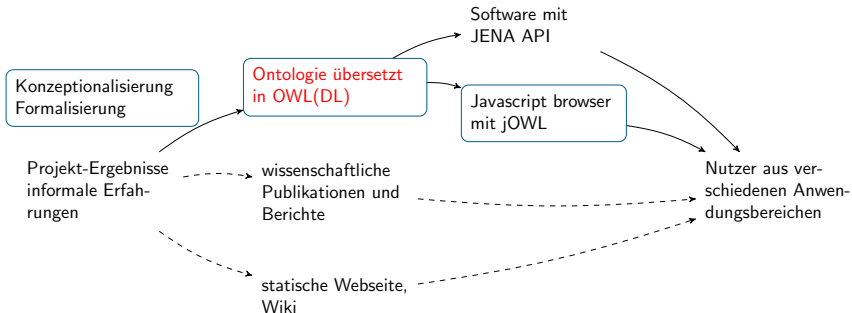 Software mit
JENA API
Konzeptionalisierung
Formalisierung
Ontologie übersetzt
in OWL(DL)
Javascript browser
mit jOWL
Projekt-Ergebnisse
informale Erfah-
rungen
wissenschaftliche
Publikationen und
Berichte
Nutzer aus ver-
schiedenen Anwen-
dungsbereichen
statische Webseite,
Wiki